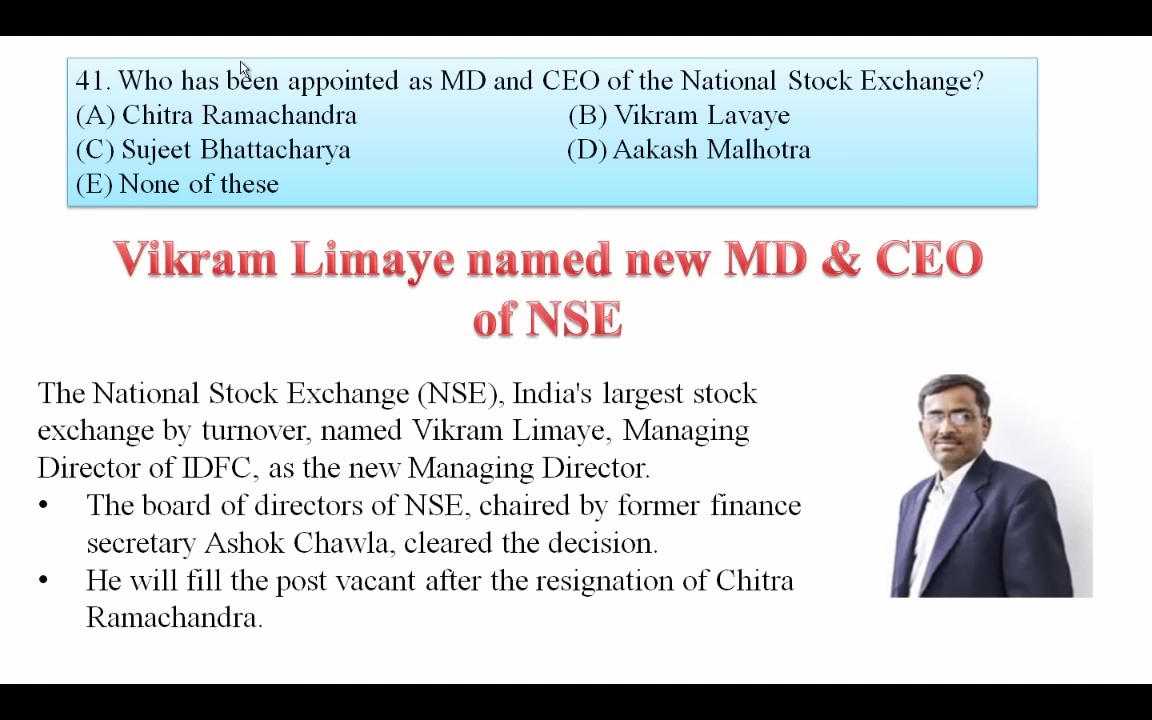 41. Who has been appointed as MD and CEO of the National Stock Exchange?
(A) Chitra Ramachandra (B) Vikram Lavaye
(C) Sujeet Bhattacharya (D) Aakash Malhotra
(E) None of these
Vikram Limaye named new MD & CEO
of NSE
The National Stock Exchange (NSE), India's largest stock
exchange by turnover, named Vikram Limaye, Managing
Director of IDFC, as the new Managing Director.
• The board of directors of NSE, chaired by former finance
secretary Ashok Chawla, cleared the decision.
• He will fill the post vacant after the resignation of Chitra
Ramachandra.